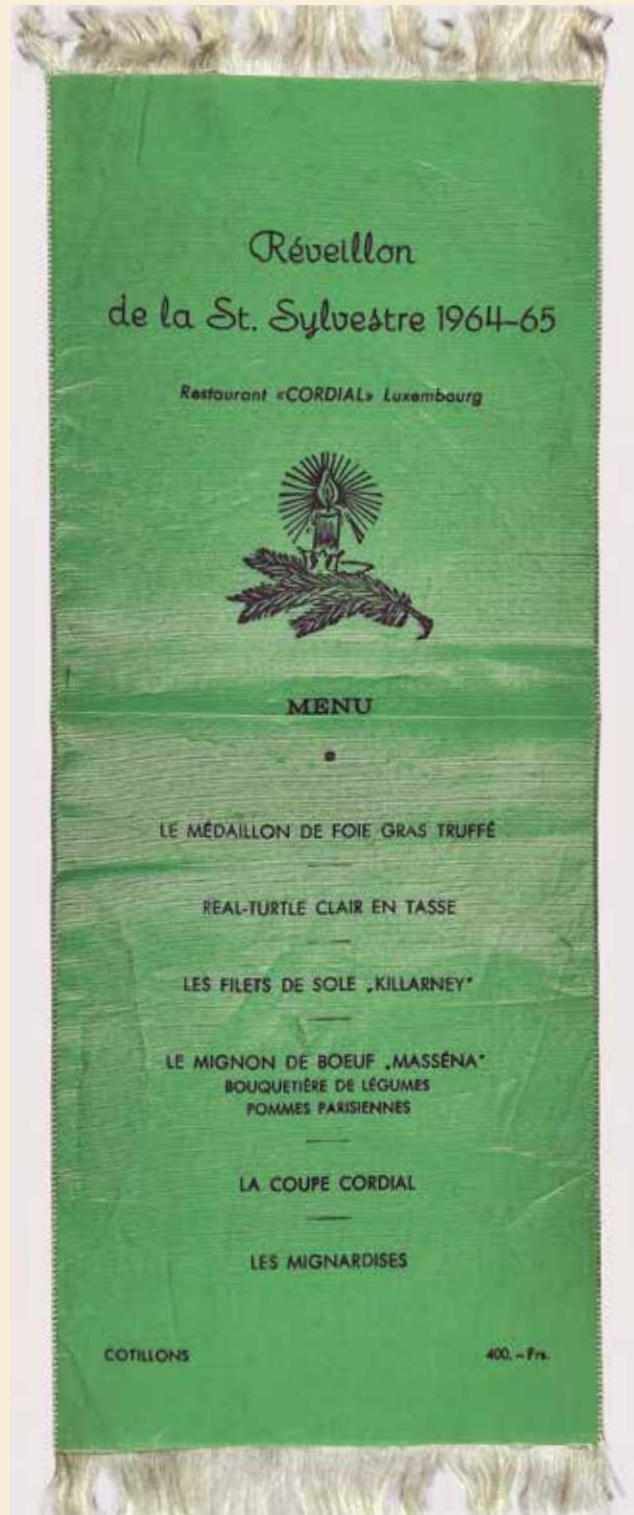 Réveillon
de la St. Sylvestre 1964-65
Restaurant «CORDIAL» Luxembourg
MENU
LE MÉDAILLON DE FOIE GRAS TRUFFÉ
REAL-TURTLE CLAIR EN TASSE
LES FILETS DE SOLE „KILLARNEY"
LE MIGNON DE BOEUF „MASSÉNA"
BOUQUETIÈRE DE LÉGUMES
POMMES PARISIENNES
LA COUPE CORDIAL
LES MIGNARDISES
COTILLONS 400.– Frs.